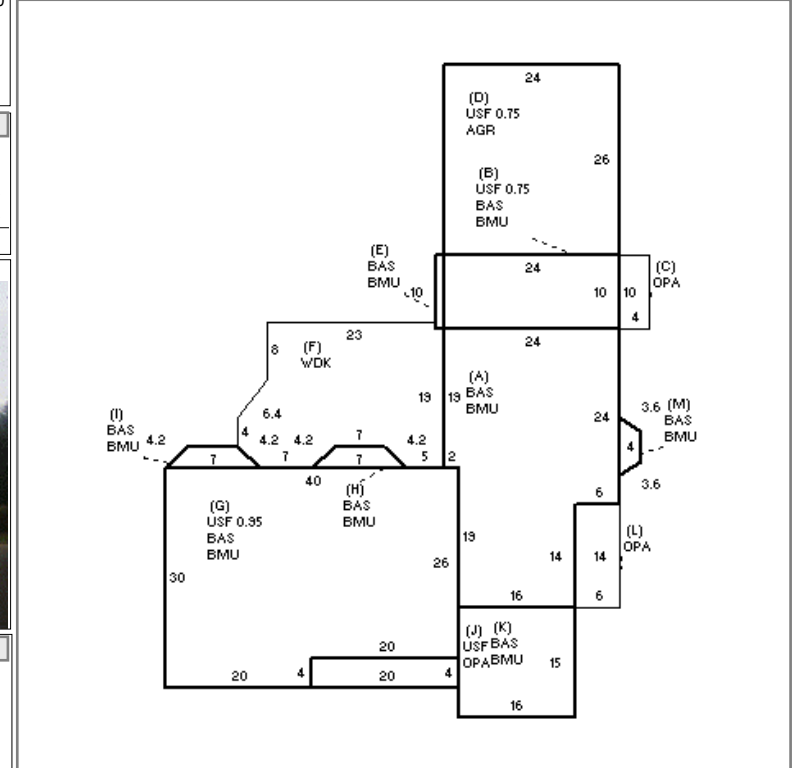 24
(D)
USF 0.75
AGR
26
(B)
USF 0.75
BAS
BMU
(E)
BAS
BMU
10
24
10
10
(C)
OPA
4
23
24
8
(F)
WDK
19
19
(A)
BAS
BMU
24
6.4
4
3.6
(M)
BAS
BMU
4
3.6
(I)
BAS
BMU
4.2
7
4.2
7
4.2
7
7
4.2
5
2
40
(H)
BAS
BMU
6
(G)
USF 0.95
BAS
BMU
30
26
19
14
14
(L)
OPA
16
6
(J)
USF
OPA
(K)
BAS
BMU
20
20
4
20
4
15
16